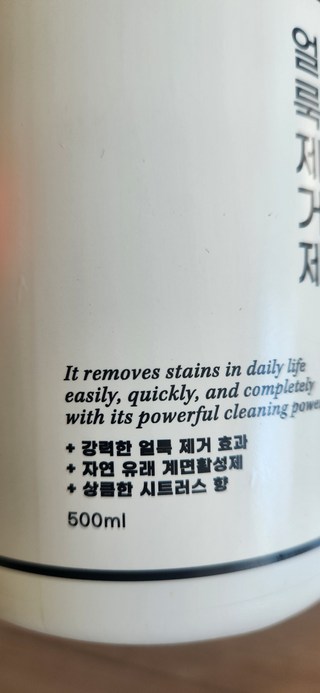 얼룩제거제
It removes stains in daily life
easily, quickly, and completely
with its powerful cleaning power
+ 강력한 얼룩 제거 효과
+ 자연 유래 계면활성제
+ 상큼한 시트러스 향
500ml